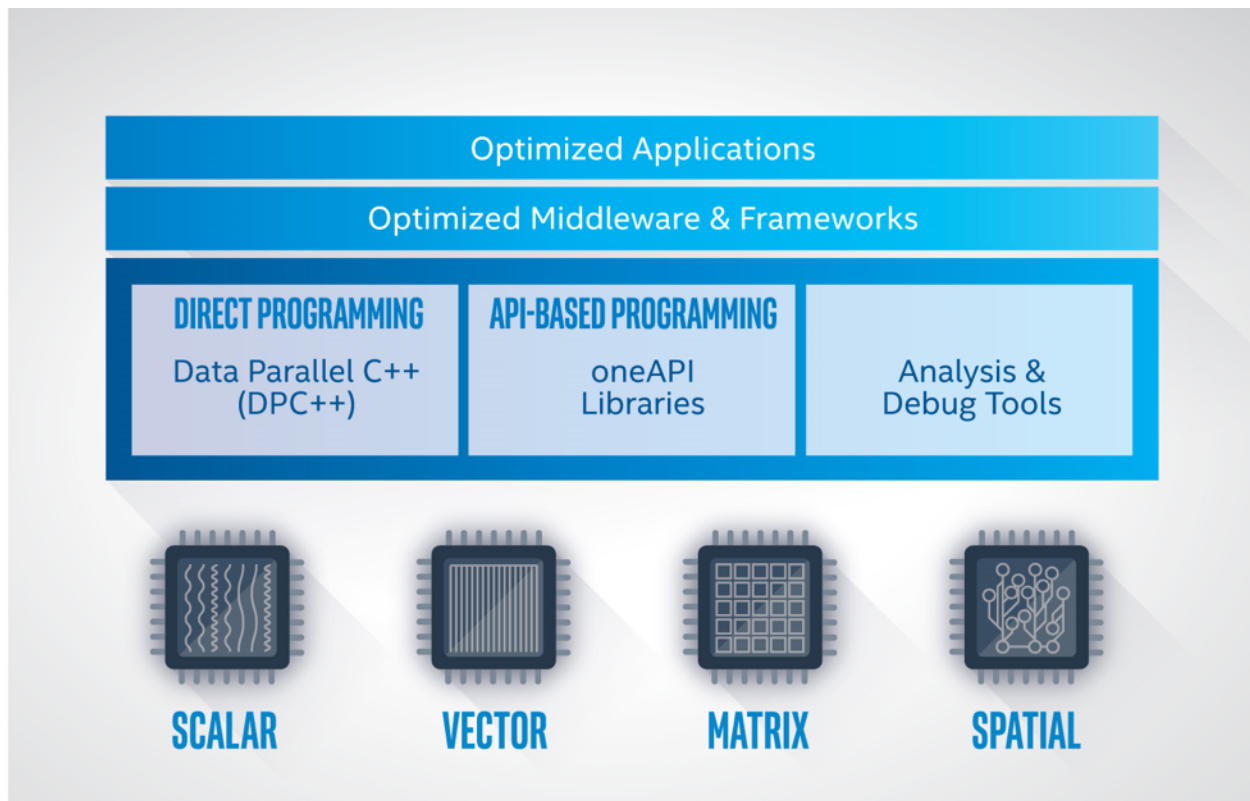 Optimized Applications
Optimized Middleware & Frameworks
DIRECT PROGRAMMING
Data Parallel C++
(DPC++)
API-BASED PROGRAMMING
oneAPI
Libraries
Analysis &
Debug Tools
SCALAR
VECTOR
MATRIX
SPATIAL